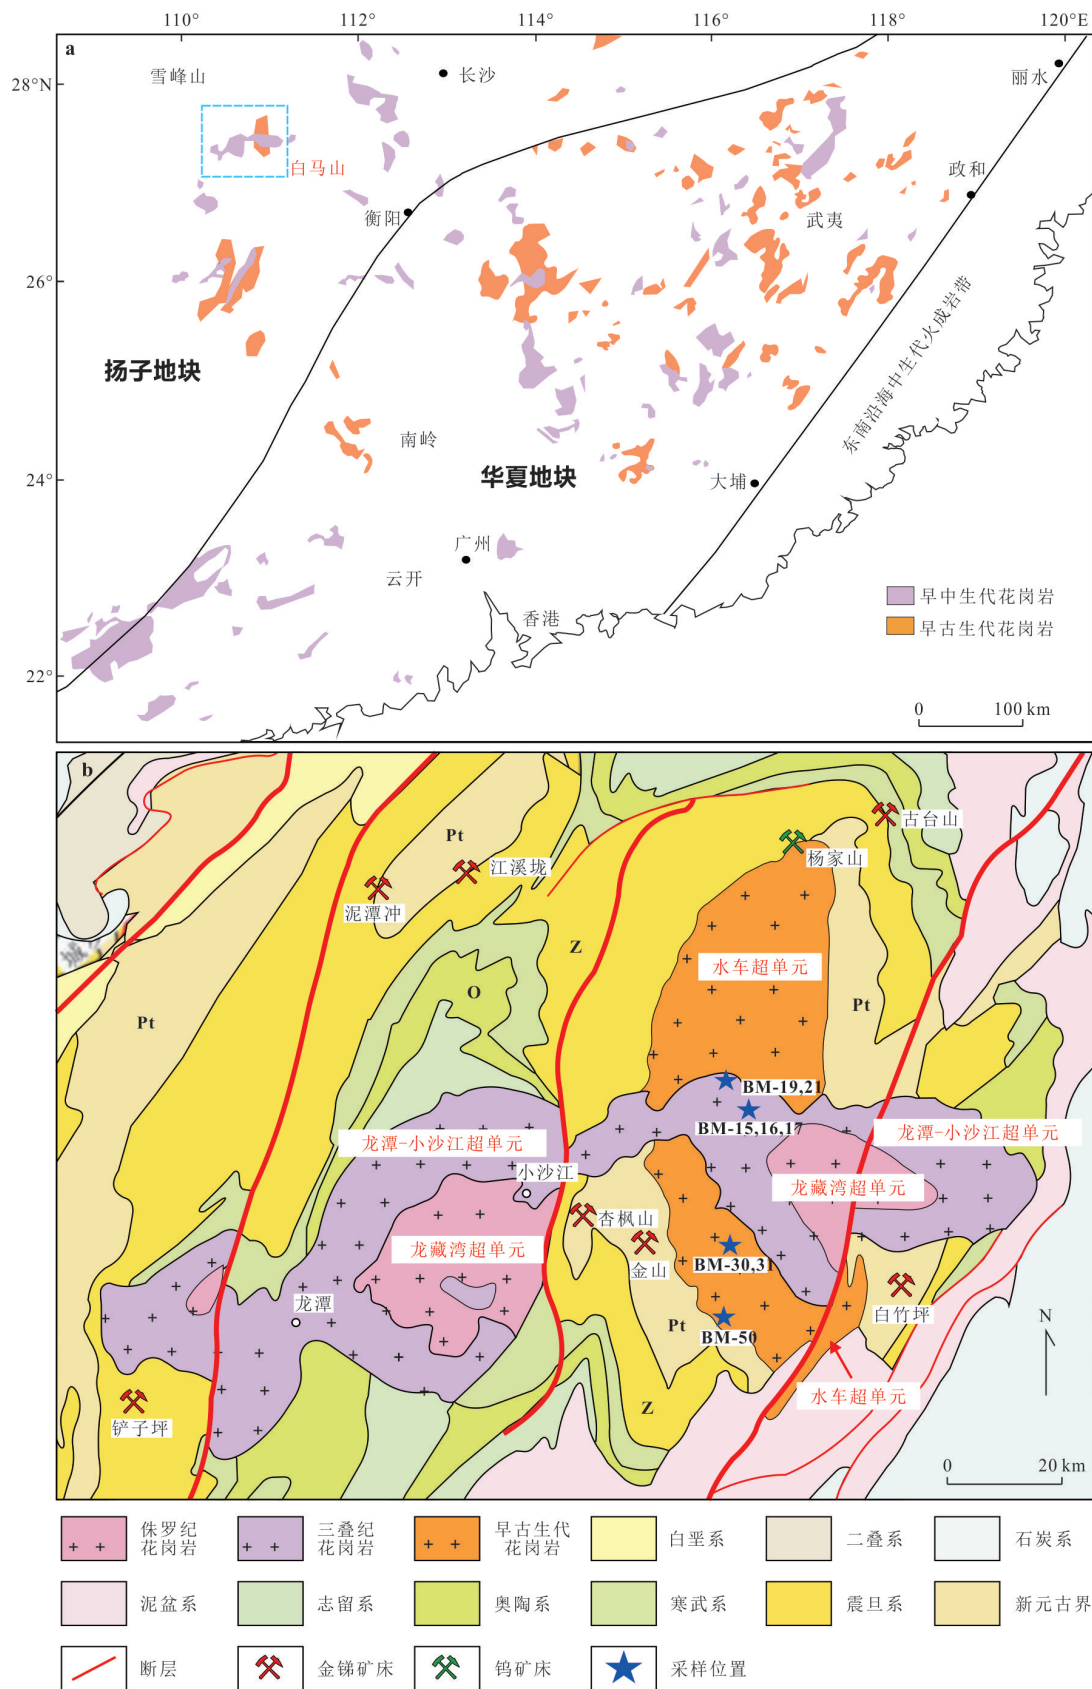 110°
112°
114°
116°
118°
120°E
a
28°N
雪峰山
长沙
丽水
白马山
政和
衡阳
武夷
26°
扬子地块
东南沿海中生代火成岩带
南岭
华夏地块
24°
大埔
广州
云开
香港
早中生代花岗岩
早古生代花岗岩
22°
0
100 km
b
古台山
Pt
杨家山
江溪垅
泥潭冲
Z
水车超单元
O
Pt
Pt
BM-19,21
BM-15,16,17
龙潭-小沙江超单元
龙潭-小沙江超单元
小沙江
龙藏湾超单元
杏枫山
龙藏湾超单元
金山
BM-30,31
龙潭
白竹坪
Pt
BM-50
N
水车超单元
Z
铲子坪
0
20 km
侏罗纪
花岗岩
三叠纪
花岗岩
早古生代
花岗岩
白垩系
二叠系
石炭系
泥盆系
志留系
奥陶系
寒武系
震旦系
新元古界
断层
金锑矿床
钨矿床
采样位置